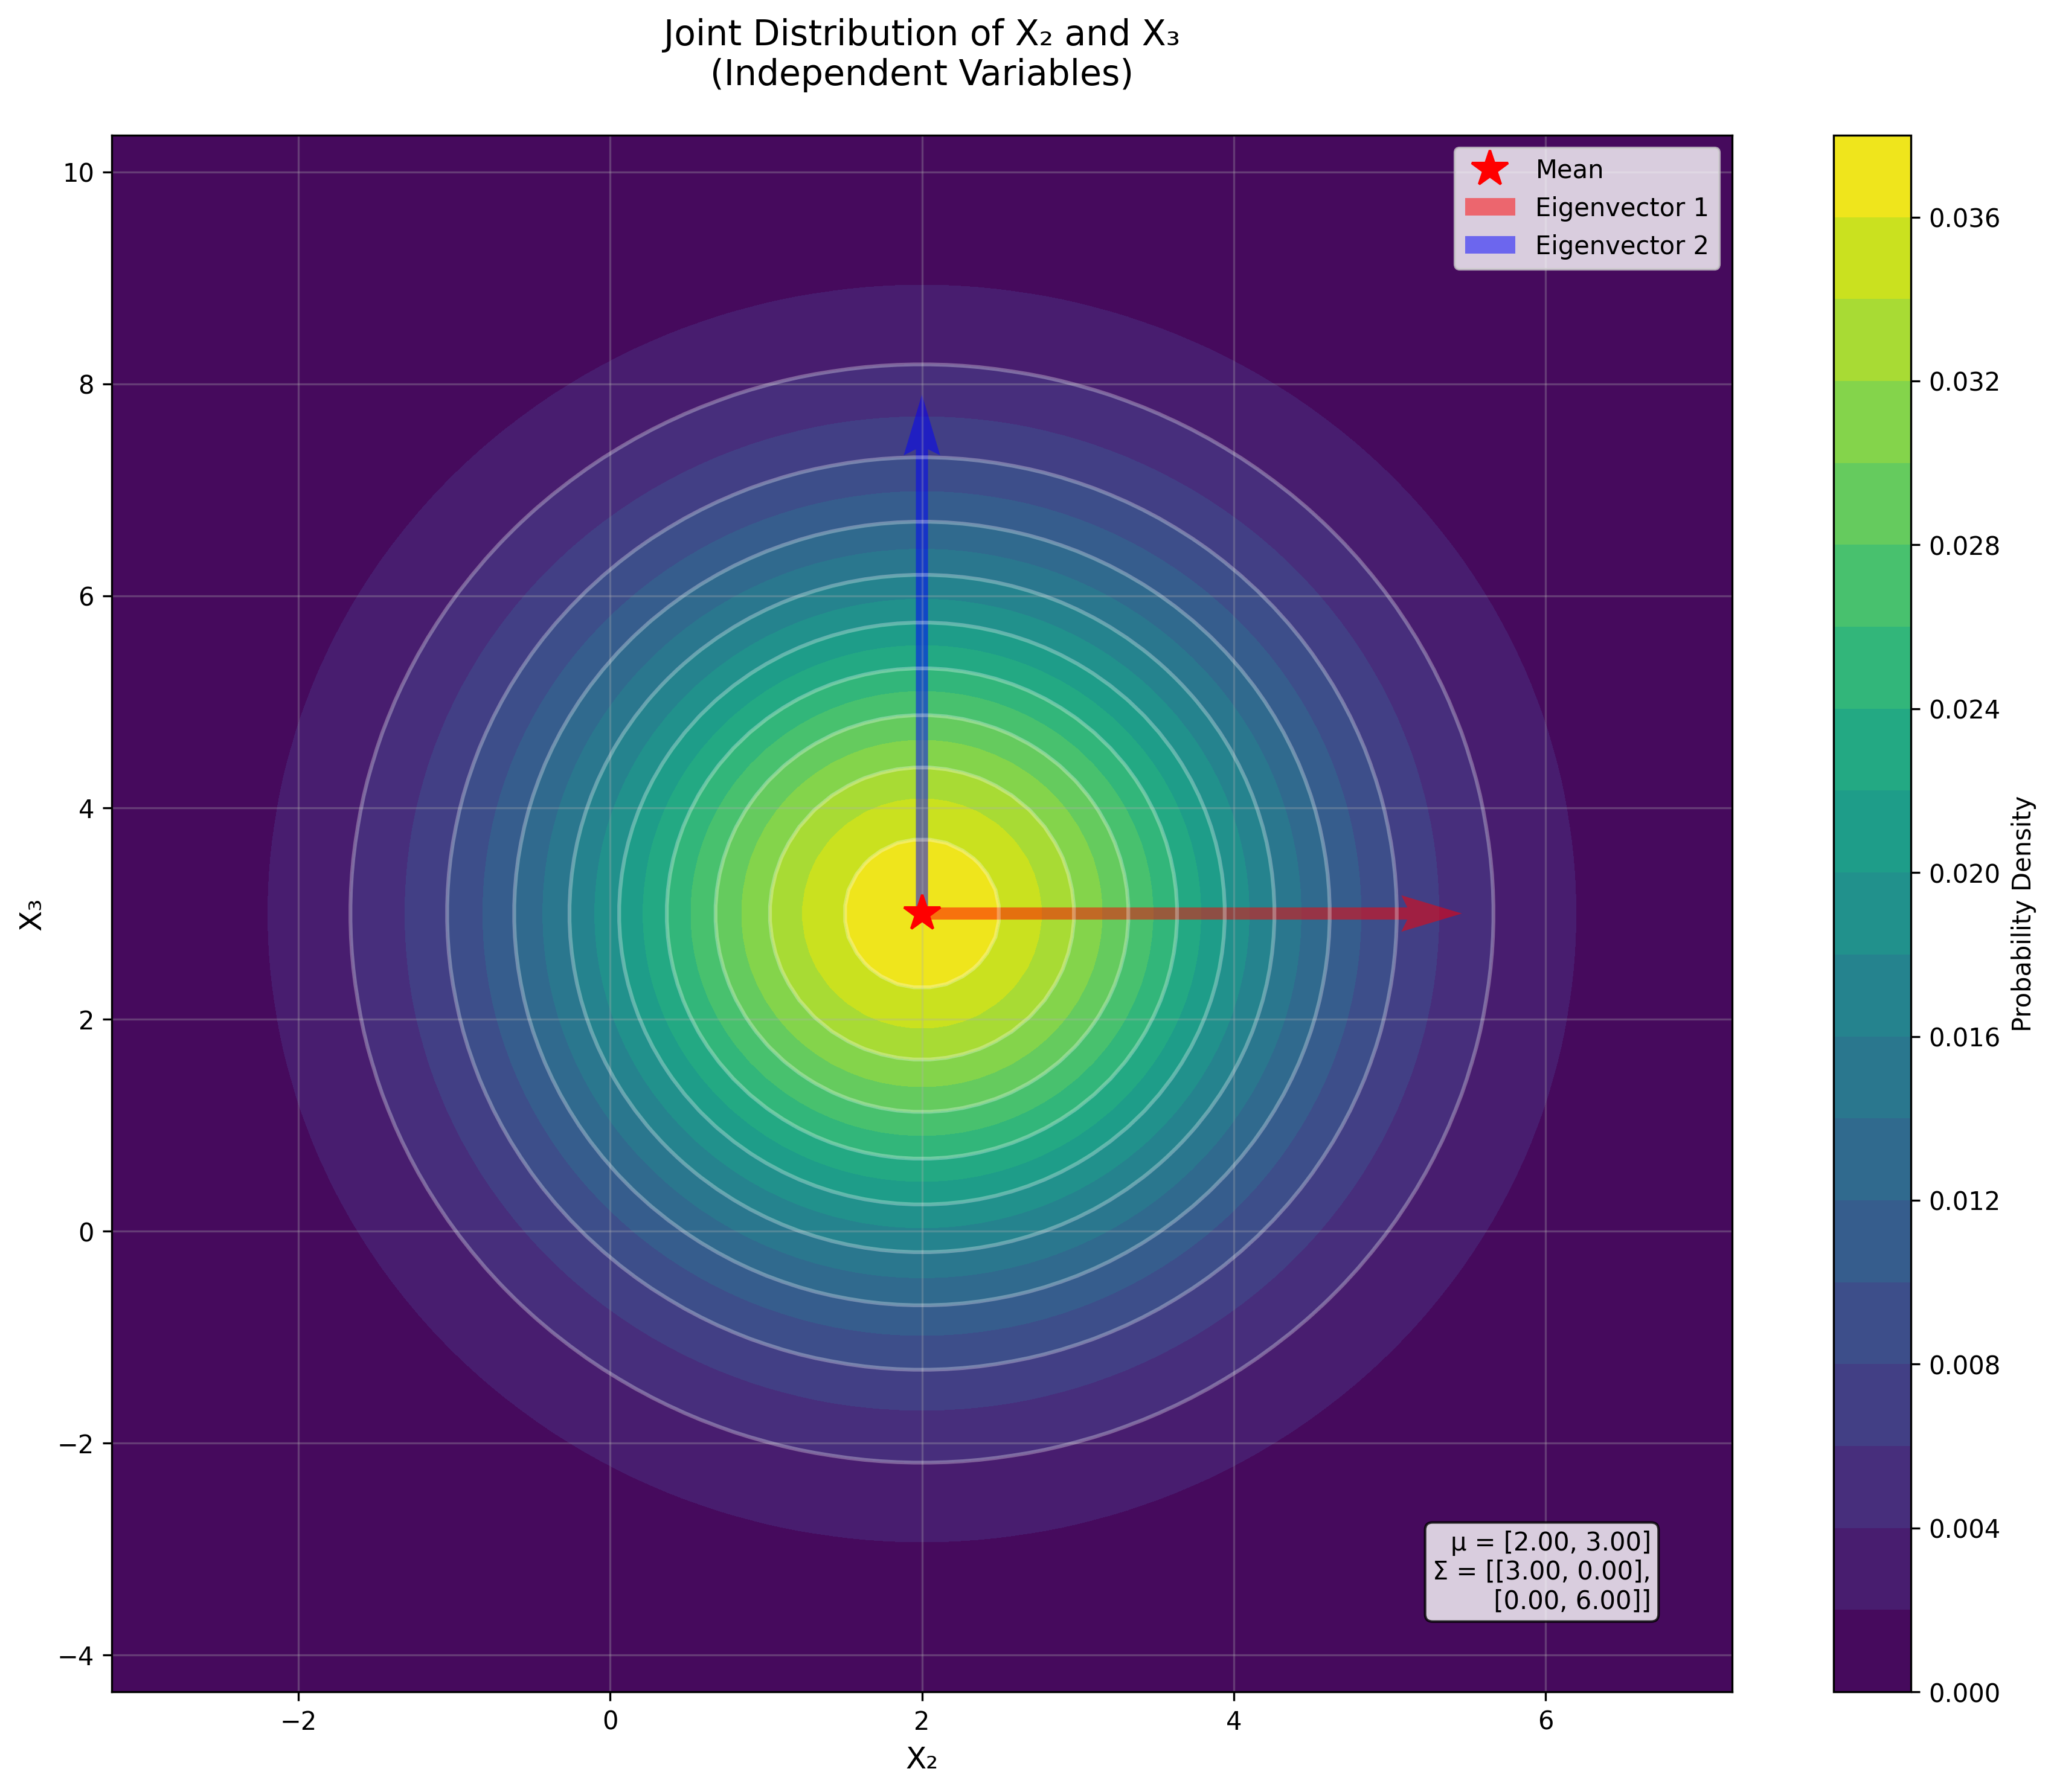 Joint Distribution of X₂ and X₃
(Independent Variables)
Mean
Eigenvector 1
Eigenvector 2
10
8
6
4
2
0
−2
−4
X₃
−2
0
2
4
6
X₂
μ = [2.00, 3.00]
Σ = [[3.00, 0.00],
[0.00, 6.00]]
0.036
0.032
0.028
0.024
0.020
0.016
0.012
0.008
0.004
0.000
Probability Density